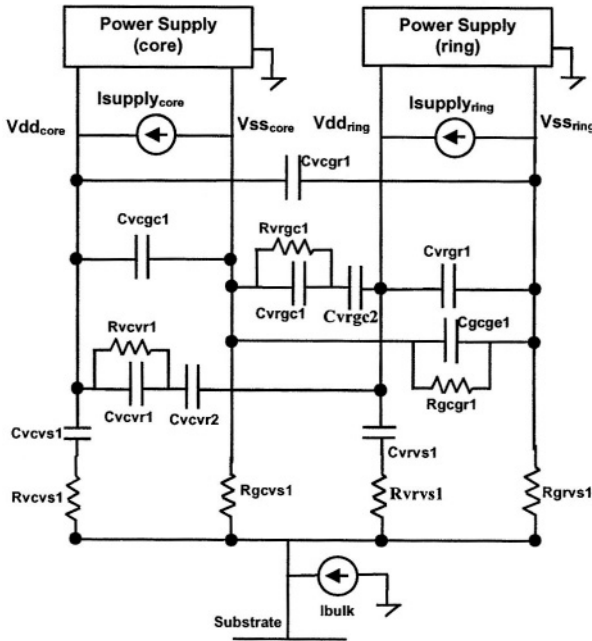 Power Supply
(core)
Power Supply
(ring)
Isupplycore
Isupplyring
Vddcore
Vsscore
Vddring
Vssring
Cvcgr1
Cvcgc1
Rvrgc1
Cvrgr1
Cvrgc1
Cvrgc2
Cgcge1
Rvcvr1
Rgcgr1
Cvcvr1
Cvcvr2
Cvcvs1
Cvrvs1
Rvcvs1
Rgcvs1
Rvrvs1
Rgrvs1
Substrate
Ibulk